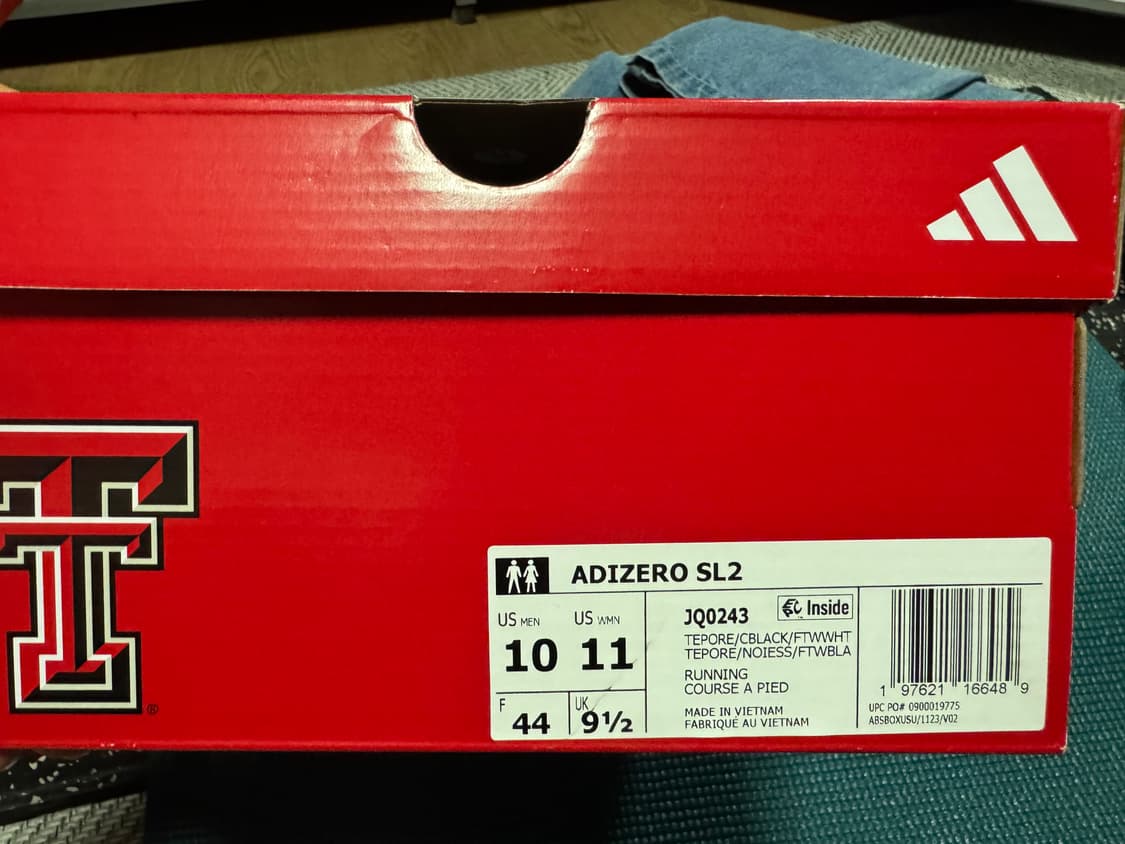 TT®
ADIZERO SL2
US MEN US WMN
10 11
F UK
44 9½
JQ0243 Inside
TEPORE/CBLACK/FTWWHT
TEPORE/NOIESS/FTWBLA
RUNNING
COURSE A PIED
MADE IN VIETNAM
FABRIQUÉ AU VIETNAM
1 97621 16648 9
UPC PO# 0900019775
ABSBOXUSU/1123/V02